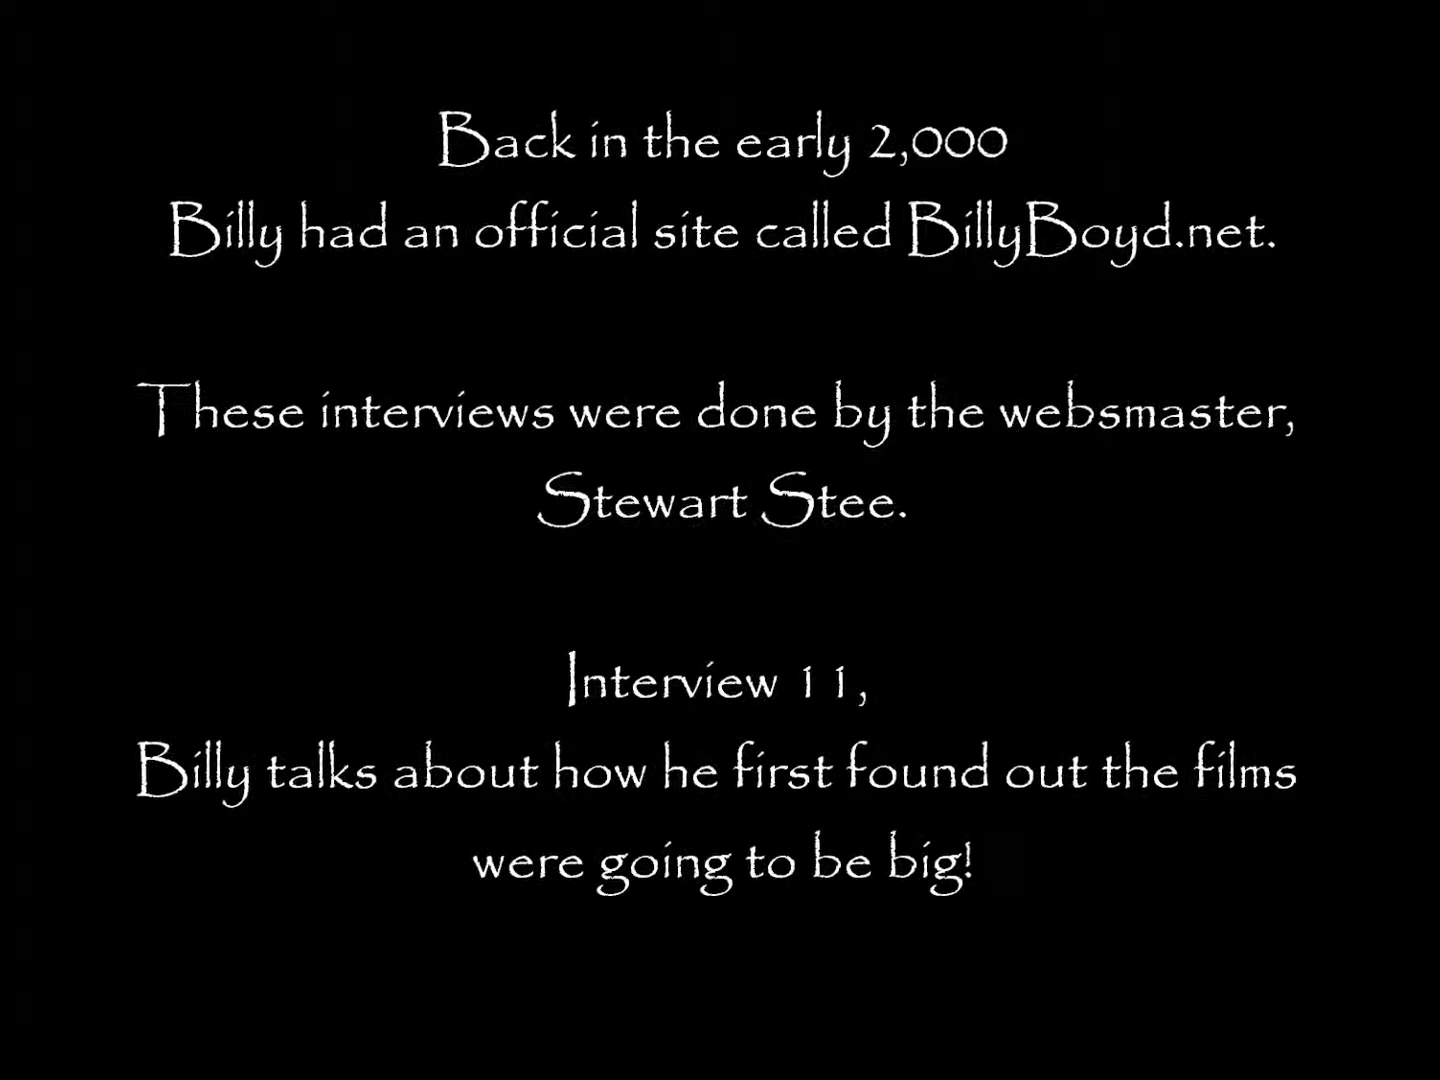 Back in the early 2,000
Billy had an official site called BillyBoyd.net.
These interviews were done by the websmaster,
Stewart Stee.
Interview 11,
Billy talks about how he first found out the films
were going to be big!